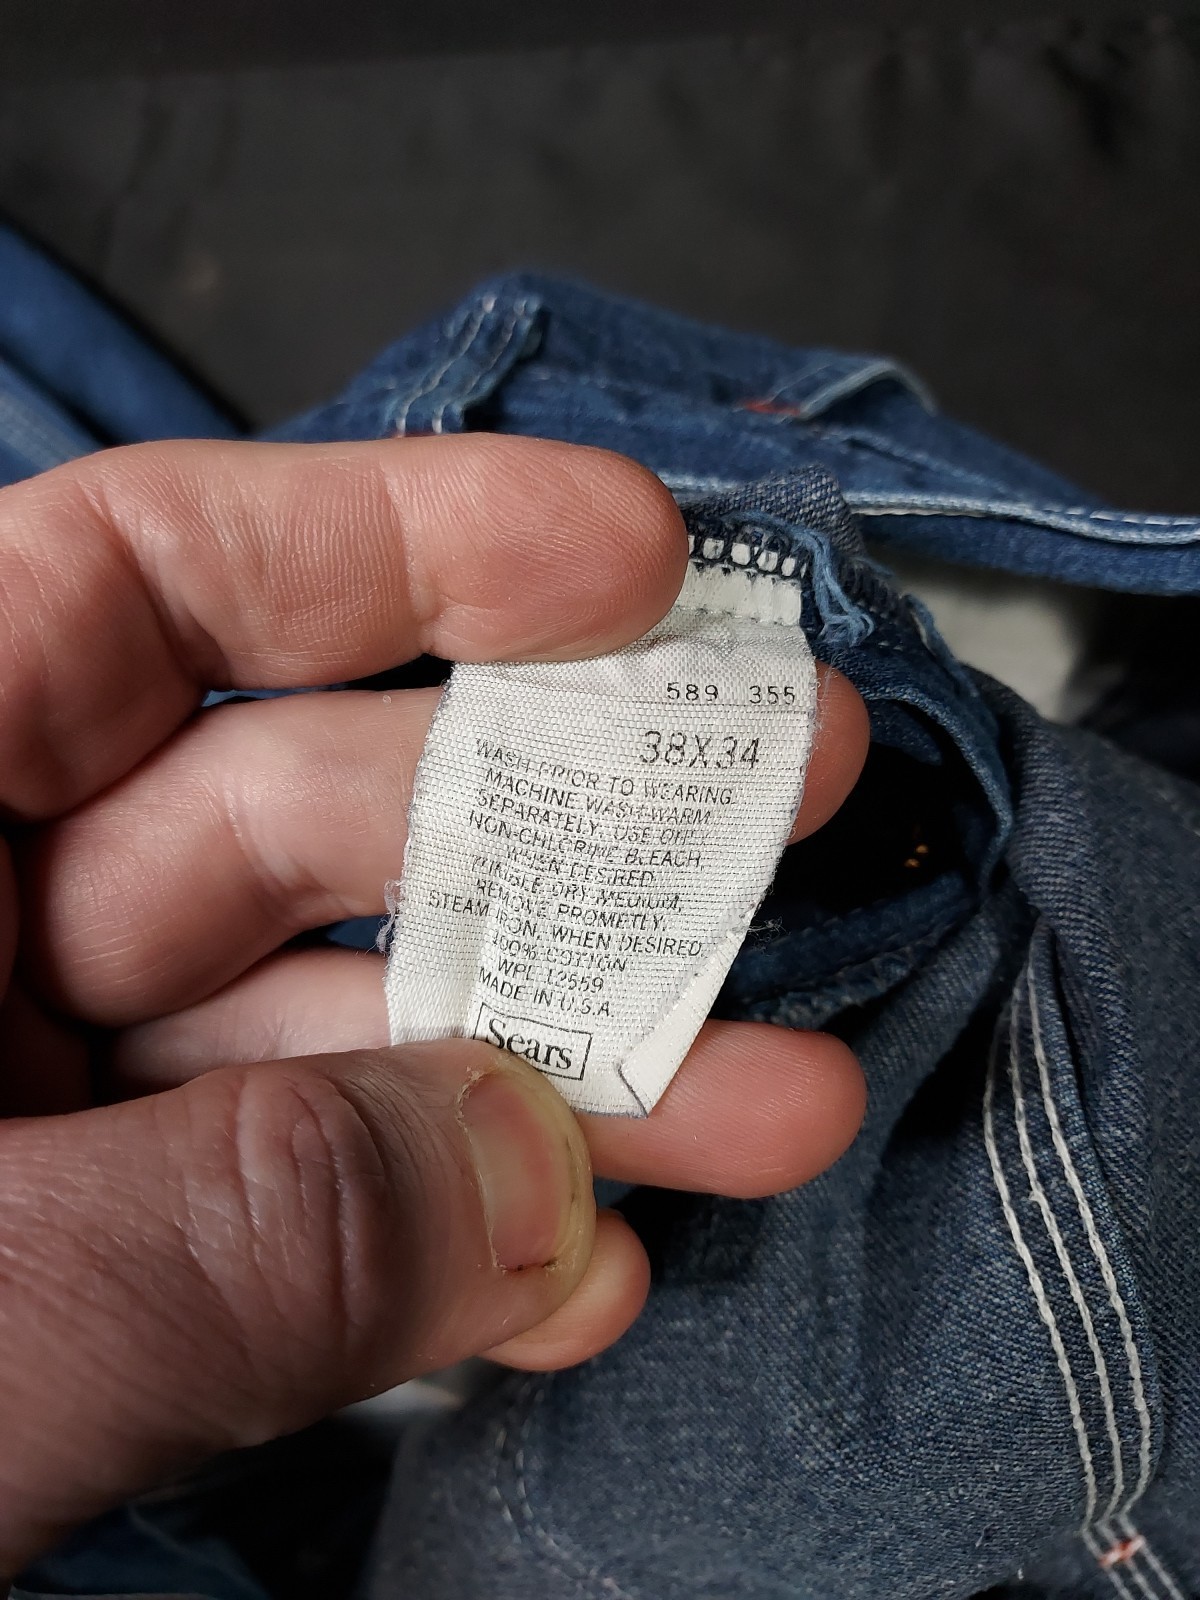 589 355
38X34
WASH PRIOR TO WEARING.
MACHINE WASH WARM
SEPARATELY. USE ONLY
NON-CHLORINE BLEACH,
WHEN DESIRED.
TUMBLE DRY MEDIUM,
REMOVE PROMPTLY.
STEAM IRON, WHEN DESIRED.
100% COTTON
WPL 12559
MADE IN U.S.A.
Sears